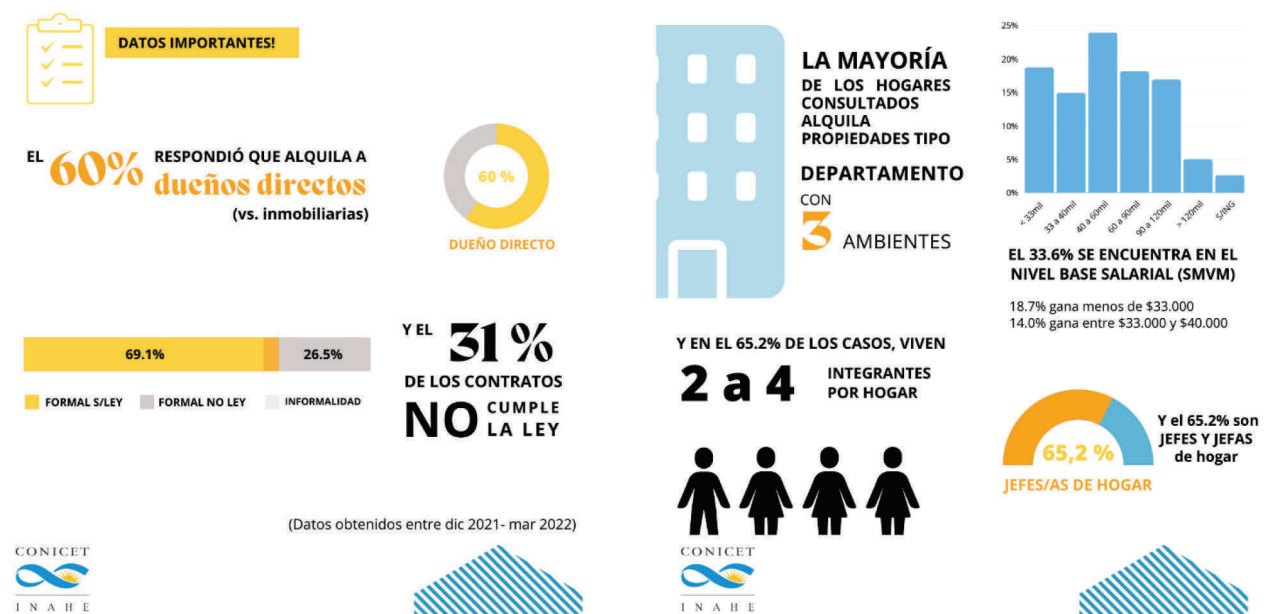 DATOS IMPORTANTES!
EL 60% RESPONDIÓ QUE ALQUILA A
dueños directos
(vs. inmobiliarias)
60 %
DUEÑO DIRECTO
69.1%
26.5%
FORMAL S/LEY
FORMAL NO LEY
INFORMALIDAD
Y EL 31 %
DE LOS CONTRATOS
NO CUMPLE
LA LEY
(Datos obtenidos entre dic 2021- mar 2022)
CONICET
INAHE
LA MAYORÍA
DE LOS HOGARES
CONSULTADOS
ALQUILA
PROPIEDADES TIPO
DEPARTAMENTO
CON
3 AMBIENTES
25%
20%
15%
10%
5%
0%
< 33mil
33 a 40mil
40 a 60mil
60 a 90mil
90 a 120mil
> 120mil
S/ING
EL 33.6% SE ENCUENTRA EN EL
NIVEL BASE SALARIAL (SMVM)
18.7% gana menos de $33.000
14.0% gana entre $33.000 y $40.000
Y EN EL 65.2% DE LOS CASOS, VIVEN
2 a 4
INTEGRANTES
POR HOGAR
65,2 %
JEFES/AS DE HOGAR
Y el 65.2% son
JEFES Y JEFAS
de hogar
CONICET
INAHE